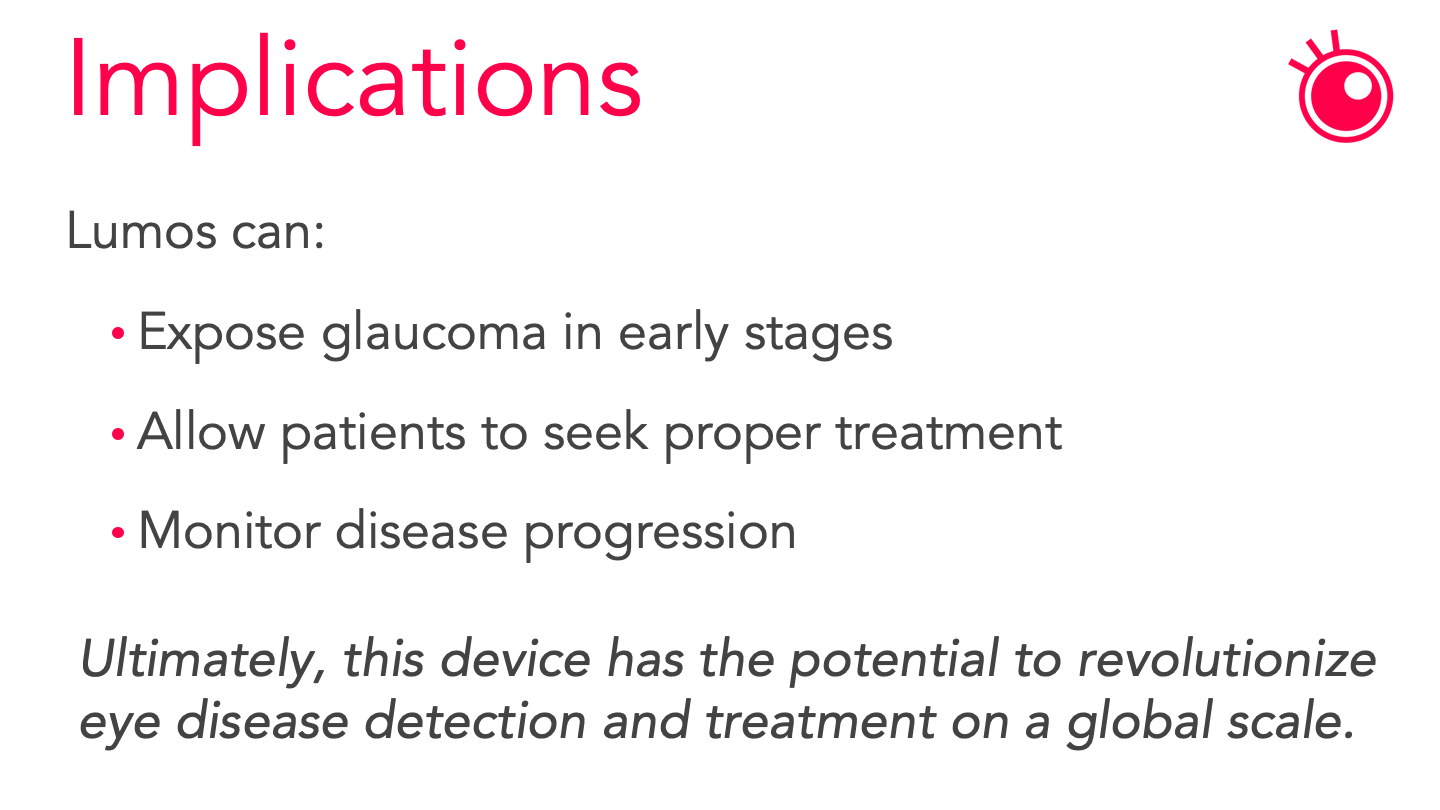 Implications
Lumos can:
• Expose glaucoma in early stages
• Allow patients to seek proper treatment
• Monitor disease progression
Ultimately, this device has the potential to revolutionize
eye disease detection and treatment on a global scale.